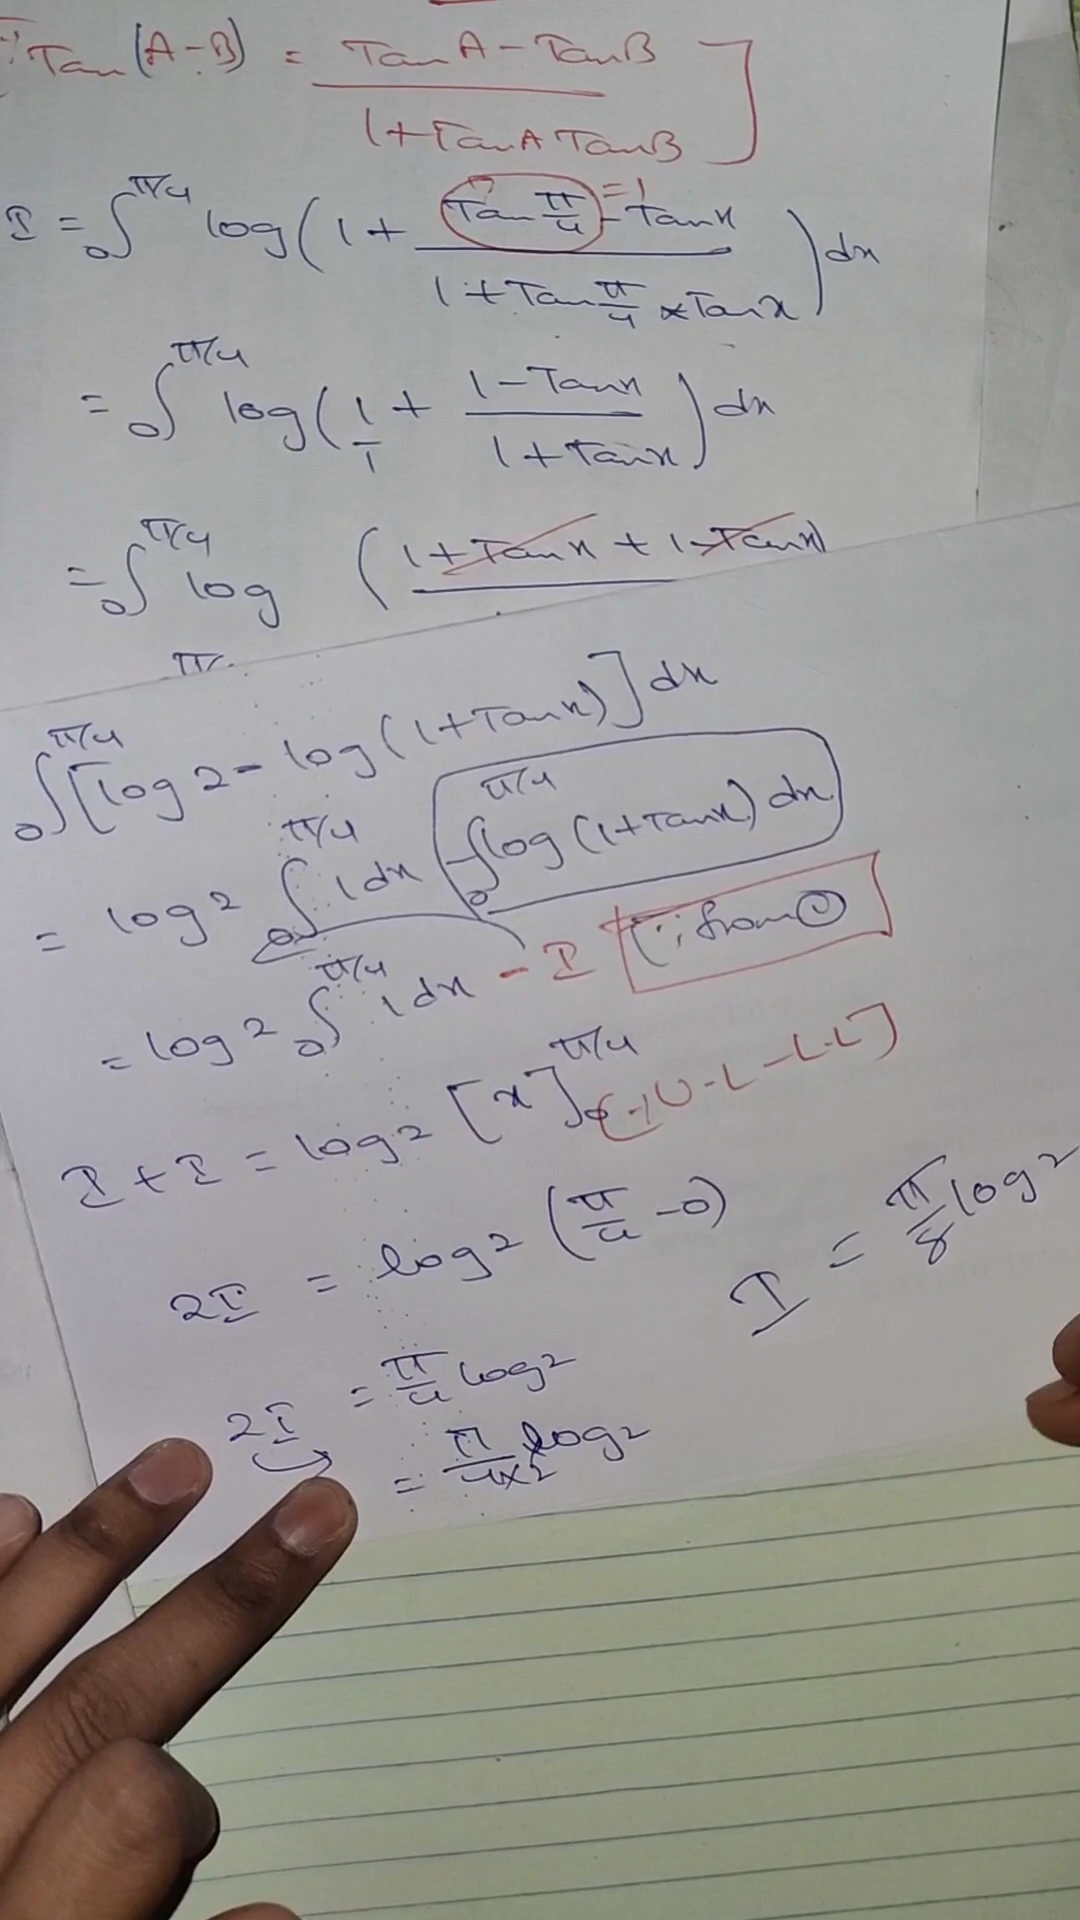 ∵ Tan(A-B) = TanA - TanB / 1+TanA TanB ]
I = ∫₀^π/4 log(1 + Tan π/4 - Tanx / 1+Tan π/4 × Tanx) dx
=1
= ∫₀^π/4 log(1/1 + 1-Tanx / 1+Tanx) dx
= ∫₀^π/4 log (1+Tanx + 1-Tanx)
∫₀^π/4 [log2 - log(1+Tanx)] dx
= log2 ∫₀^π/4 1dx - ∫₀^π/4 log(1+Tanx) dx
= log2 ∫₀^π/4 1dx - I (∵ from ①
I + I = log2 [x]₀^π/4 [∵ U.L - L.L]
2I = log2 (π/4 - 0)
2I = π/4 log2
= π/4×2 log2
I = π/8 log2